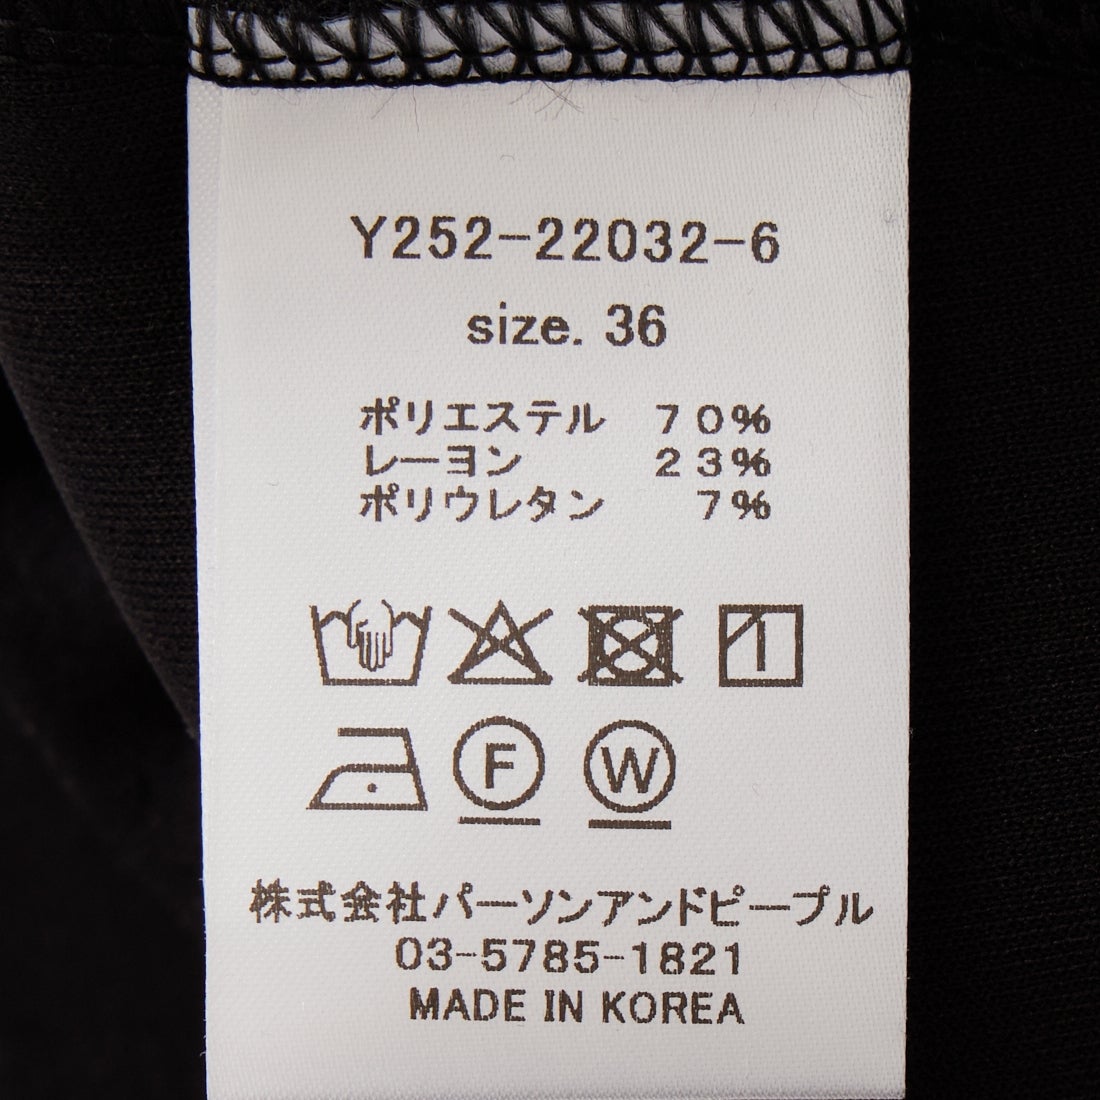 Y252-22032-6
size. 36
ポリエステル 70%
レーヨン 23%
ポリウレタン 7%
1
F W
株式会社パーソンアンドピープル
03-5785-1821
MADE IN KOREA